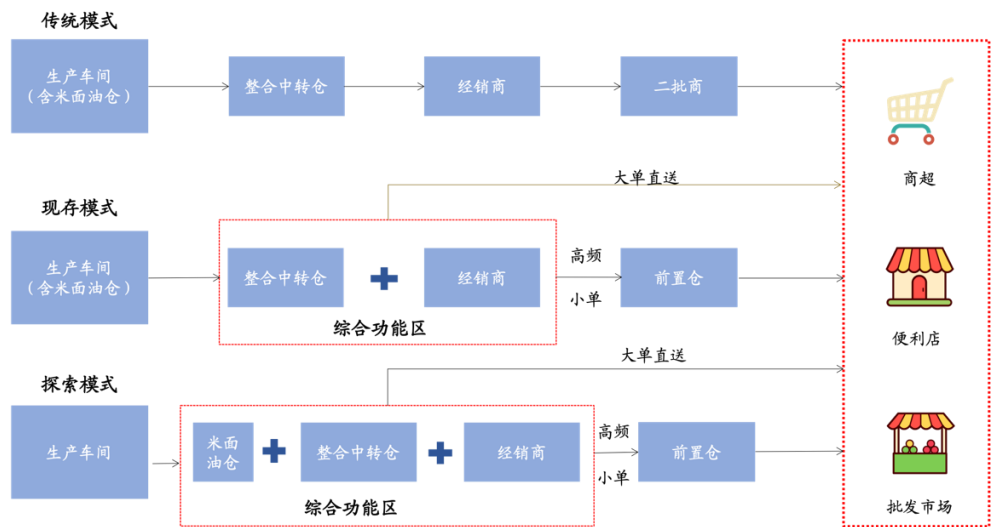 传统模式
生产车间
（含米面油仓）
整合中转仓
经销商
二批商
商超
大单直送
现存模式
生产车间
（含米面油仓）
整合中转仓
经销商
综合功能区
高频
小单
前置仓
便利店
大单直送
探索模式
生产车间
米面
油仓
整合中转仓
经销商
综合功能区
高频
小单
前置仓
批发市场